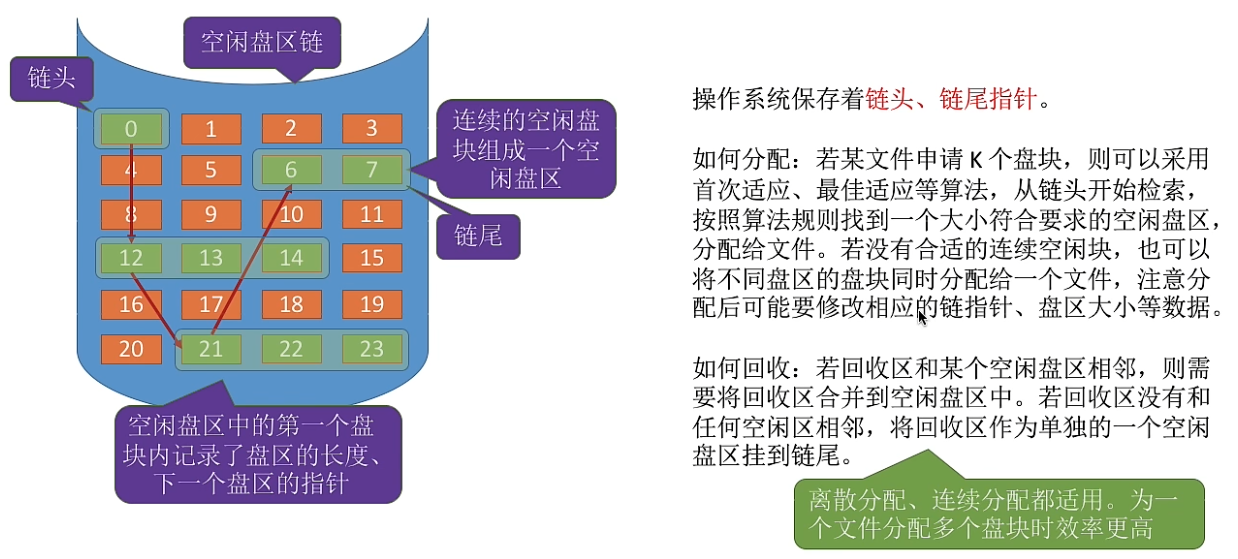 空闲盘区链
链头
0 1 2 3
4 5 6 7
8 9 10 11
12 13 14 15
16 17 18 19
20 21 22 23
连续的空闲盘
块组成一个空
闲盘区
链尾
空闲盘区中的第一个盘
块内记录了盘区的长度、
下一个盘区的指针
操作系统保存着链头、链尾指针。
如何分配：若某文件申请 K 个盘块，则可以采用
首次适应、最佳适应等算法，从链头开始检索，
按照算法规则找到一个大小符合要求的空闲盘区，
分配给文件。若没有合适的连续空闲块，也可以
将不同盘区的盘块同时分配给一个文件，注意分
配后可能要修改相应的链指针、盘区大小等数据。
如何回收：若回收区和某个空闲盘区相邻，则需
要将回收区合并到空闲盘区中。若回收区没有和
任何空闲区相邻，将回收区作为单独的一个空闲
盘区挂到链尾。
离散分配、连续分配都适用。为一
个文件分配多个盘块时效率更高